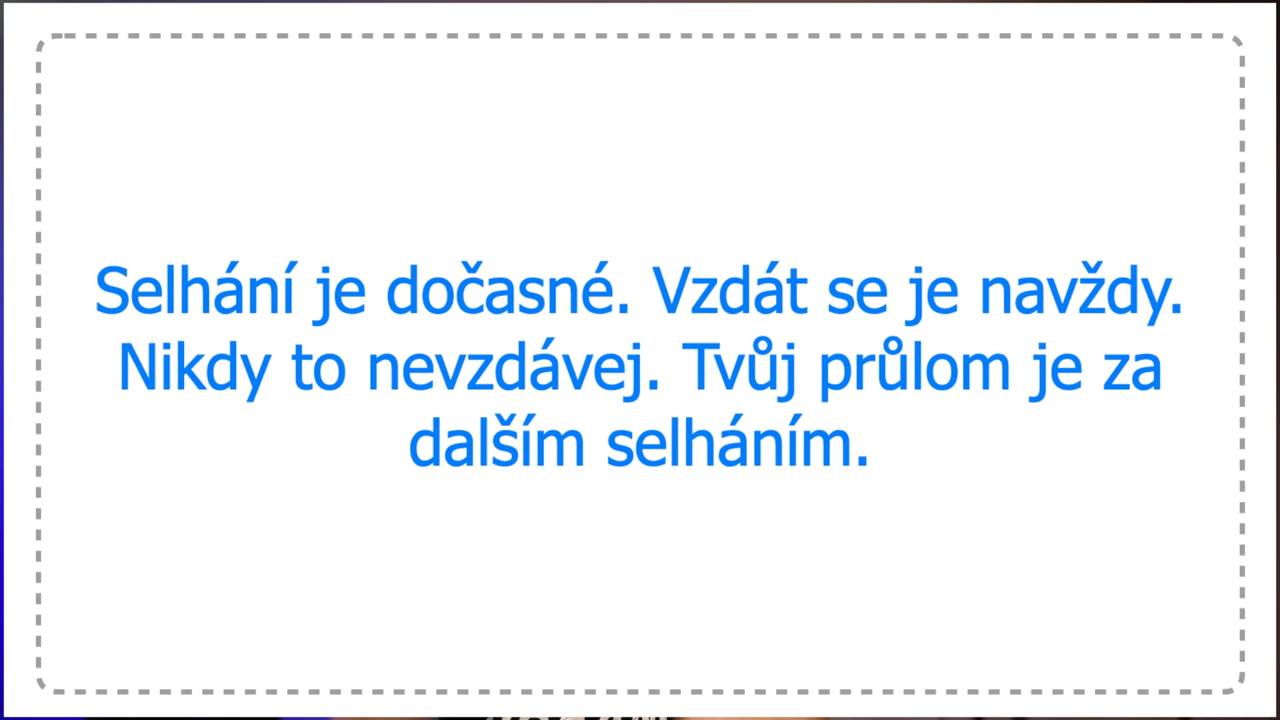 Selhání je dočasné. Vzdát se je navždy.
Nikdy to nevzdávej. Tvůj průlom je za
dalším selháním.